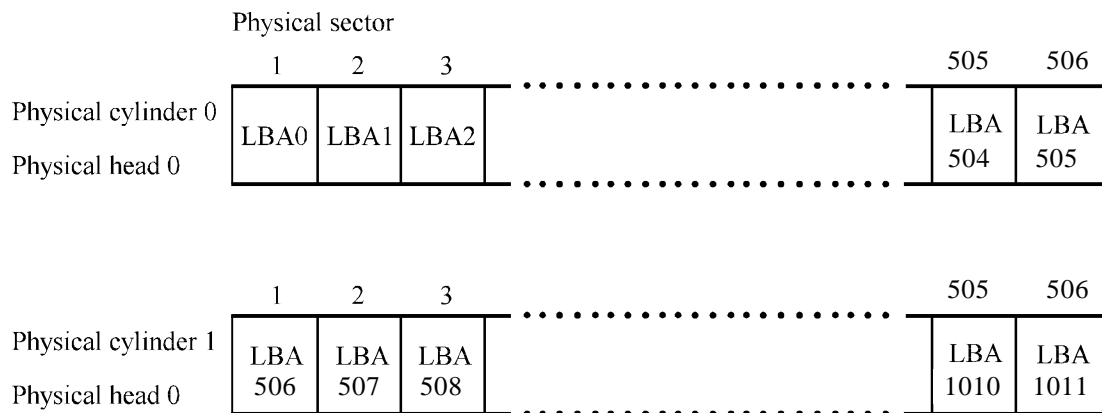 Physical sector
1 2 3 505 506
Physical cylinder 0
LBA0 LBA1 LBA2 LBA LBA
Physical head 0 504 505
1 2 3 505 506
Physical cylinder 1
LBA LBA LBA LBA LBA
506 507 508 1010 1011
Physical head 0